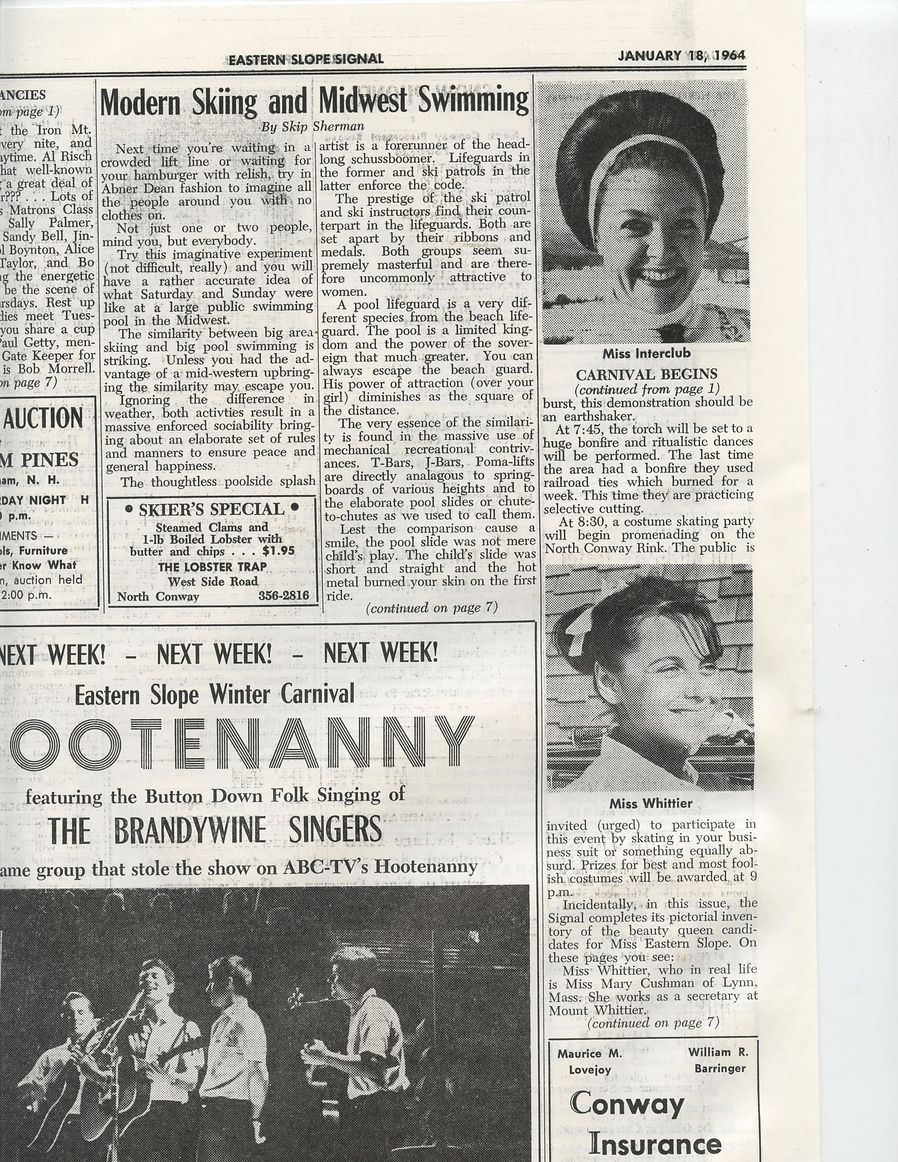 EASTERN SLOPE SIGNAL
JANUARY 18, 1964
ANCIES
om page 1)
t the Iron Mt.
very nite, and
aytime. Al Risch
hat well-known
a great deal of
r??? . . . Lots of
s Matrons Class
Sally Palmer,
Sandy Bell, Jin-
l Boynton, Alice
Taylor, and Bo
ng the energetic
be the scene of
rsdays. Rest up
dies meet Tues-
you share a cup
Paul Getty, men-
Gate Keeper for
is Bob Morrell.
on page 7)
AUCTION
M PINES
am, N. H.
DAY NIGHT H
0 p.m.
MENTS —
ls, Furniture
er Know What
n, auction held
2:00 p.m.
Modern Skiing and Midwest Swimming
By Skip Sherman
Next time you're waiting in a
crowded lift line or waiting for
your hamburger with relish, try in
Abner Dean fashion to imagine all
the people around you with no
clothes on.
Not just one or two people,
mind you, but everybody.
Try this imaginative experiment
(not difficult, really) and you will
have a rather accurate idea of
what Saturday and Sunday were
like at a large public swimming
pool in the Midwest.
The similarity between big area
skiing and big pool swimming is
striking. Unless you had the ad-
vantage of a mid-western upbring-
ing the similarity may escape you.
Ignoring the difference in
weather, both activties result in a
massive enforced sociability bring-
ing about an elaborate set of rules
and manners to ensure peace and
general happiness.
The thoughtless poolside splash
• SKIER'S SPECIAL •
Steamed Clams and
1-lb Boiled Lobster with
butter and chips . . . $1.95
THE LOBSTER TRAP
West Side Road
North Conway 356-2816
artist is a forerunner of the head-
long schussboomer. Lifeguards in
the former and ski patrols in the
latter enforce the code.
The prestige of the ski patrol
and ski instructors find their coun-
terpart in the lifeguards. Both are
set apart by their ribbons and
medals. Both groups seem su-
premely masterful and are there-
fore uncommonly attractive to
women.
A pool lifeguard is a very dif-
ferent species from the beach life-
guard. The pool is a limited king-
dom and the power of the sover-
eign that much greater. You can
always escape the beach guard.
His power of attraction (over your
girl) diminishes as the square of
the distance.
The very essence of the similari-
ty is found in the massive use of
mechanical recreational contriv-
ances. T-Bars, J-Bars, Poma-lifts
are directly analagous to spring-
boards of various heights and to
the elaborate pool slides or chute-
to-chutes as we used to call them.
Lest the comparison cause a
smile, the pool slide was not mere
child's play. The child's slide was
short and straight and the hot
metal burned your skin on the first
ride.
(continued on page 7)
Miss Interclub
CARNIVAL BEGINS
(continued from page 1)
burst, this demonstration should be
an earthshaker.
At 7:45, the torch will be set to a
huge bonfire and ritualistic dances
will be performed. The last time
the area had a bonfire they used
railroad ties which burned for a
week. This time they are practicing
selective cutting.
At 8:30, a costume skating party
will begin promenading on the
North Conway Rink. The public is
Miss Whittier
invited (urged) to participate in
this event by skating in your busi-
ness suit or something equally ab-
surd. Prizes for best and most fool-
ish costumes will be awarded at 9
p.m.
Incidentally, in this issue, the
Signal completes its pictorial inven-
tory of the beauty queen candi-
dates for Miss Eastern Slope. On
these pages you see:
Miss Whittier, who in real life
is Miss Mary Cushman of Lynn,
Mass. She works as a secretary at
Mount Whittier.
(continued on page 7)
NEXT WEEK! – NEXT WEEK! – NEXT WEEK!
Eastern Slope Winter Carnival
OOTENANNY
featuring the Button Down Folk Singing of
THE BRANDYWINE SINGERS
ame group that stole the show on ABC-TV's Hootenanny
Maurice M. William R.
Lovejoy Barringer
Conway
Insurance